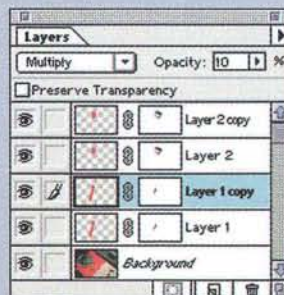 Layers
Multiply Opacity: 10 %
Preserve Transparency
Layer 2 copy
Layer 2
Layer 1 copy
Layer 1
Background